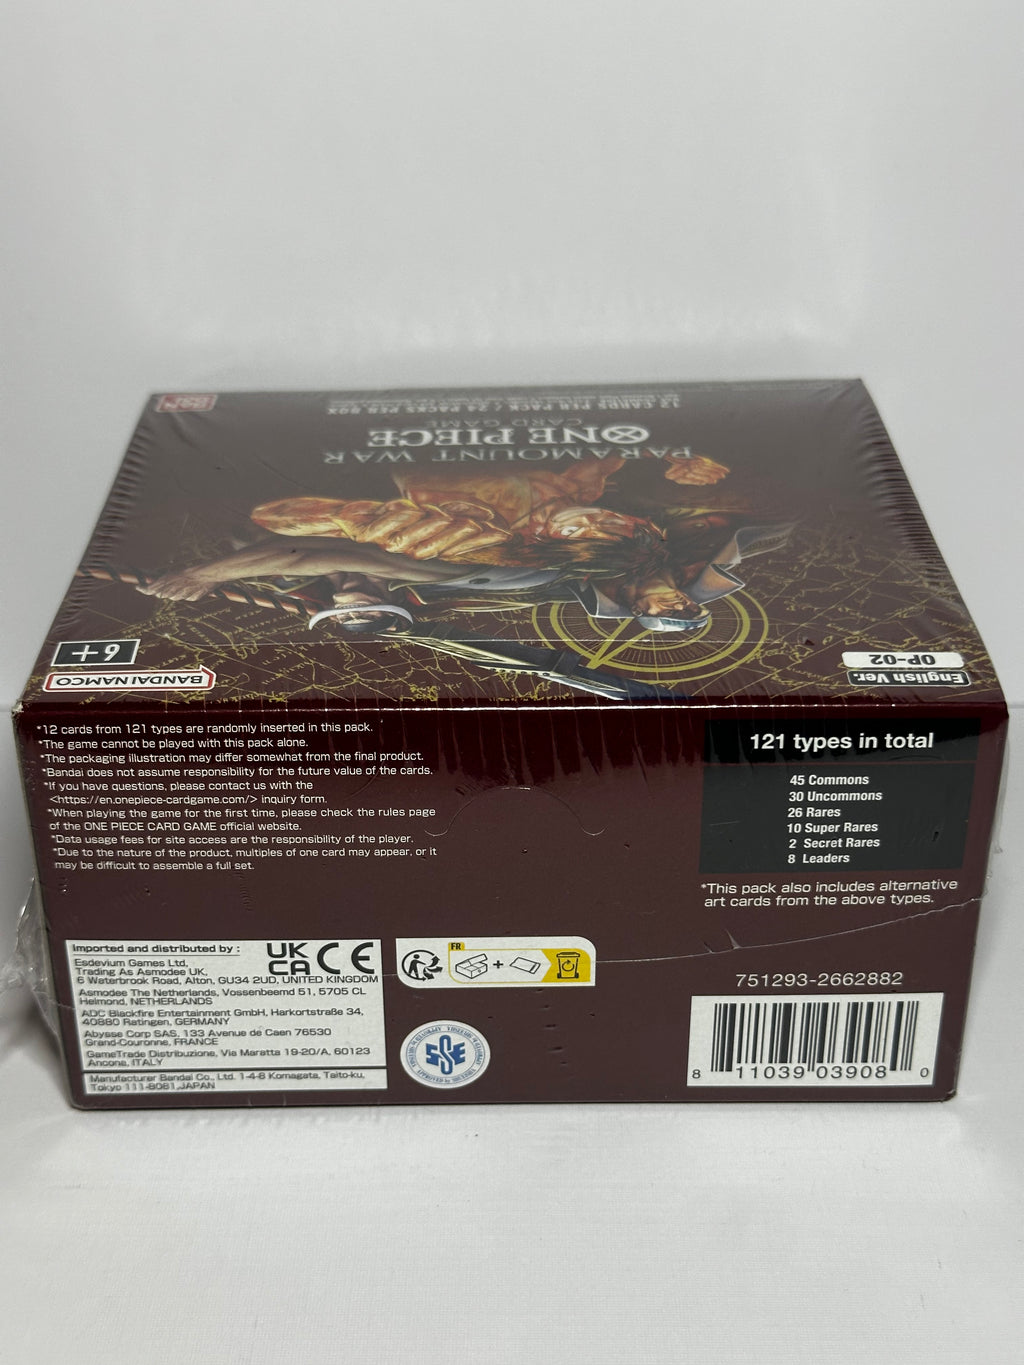 12 CARDS PER PACK / 24 PACKS PER BOX
CARD GAME
ONE PIECE
PARAMOUNT WAR
6+
BANDAI NAMCO
OP-02
English Ver.
*12 cards from 121 types are randomly inserted in this pack.
*The game cannot be played with this pack alone.
*The packaging illustration may differ somewhat from the final product.
*Bandai does not assume responsibility for the future value of the cards.
*If you have questions, please contact us with the
<https://en.onepiece-cardgame.com/> inquiry form.
*When playing the game for the first time, please check the rules page
of the ONE PIECE CARD GAME official website.
*Data usage fees for site access are the responsibility of the player.
*Due to the nature of the product, multiples of one card may appear, or it
may be difficult to assemble a full set.
121 types in total
45 Commons
30 Uncommons
26 Rares
10 Super Rares
2 Secret Rares
8 Leaders
*This pack also includes alternative
art cards from the above types.
Imported and distributed by :
Esdevium Games Ltd,
Trading As Asmodee UK,
6 Waterbrook Road, Alton, GU34 2UD, UNITED KINGDOM
Asmodee The Netherlands, Vossenbeemd 51, 5705 CL
Helmond, NETHERLANDS
ADC Blackfire Entertainment GmbH, Harkortstraße 34,
40880 Ratingen, GERMANY
Abysse Corp SAS, 133 Avenue de Caen 76530
Grand-Couronne, FRANCE
GameTrade Distribuzione, Via Maratta 19-20/A, 60123
Ancona, ITALY
Manufacturer Bandai Co., Ltd. 1-4-8 Komagata, Taito-ku,
Tokyo 111-8081 JAPAN
UK
CA
CE
FR
+
751293-2662882
8 11039 03908 0